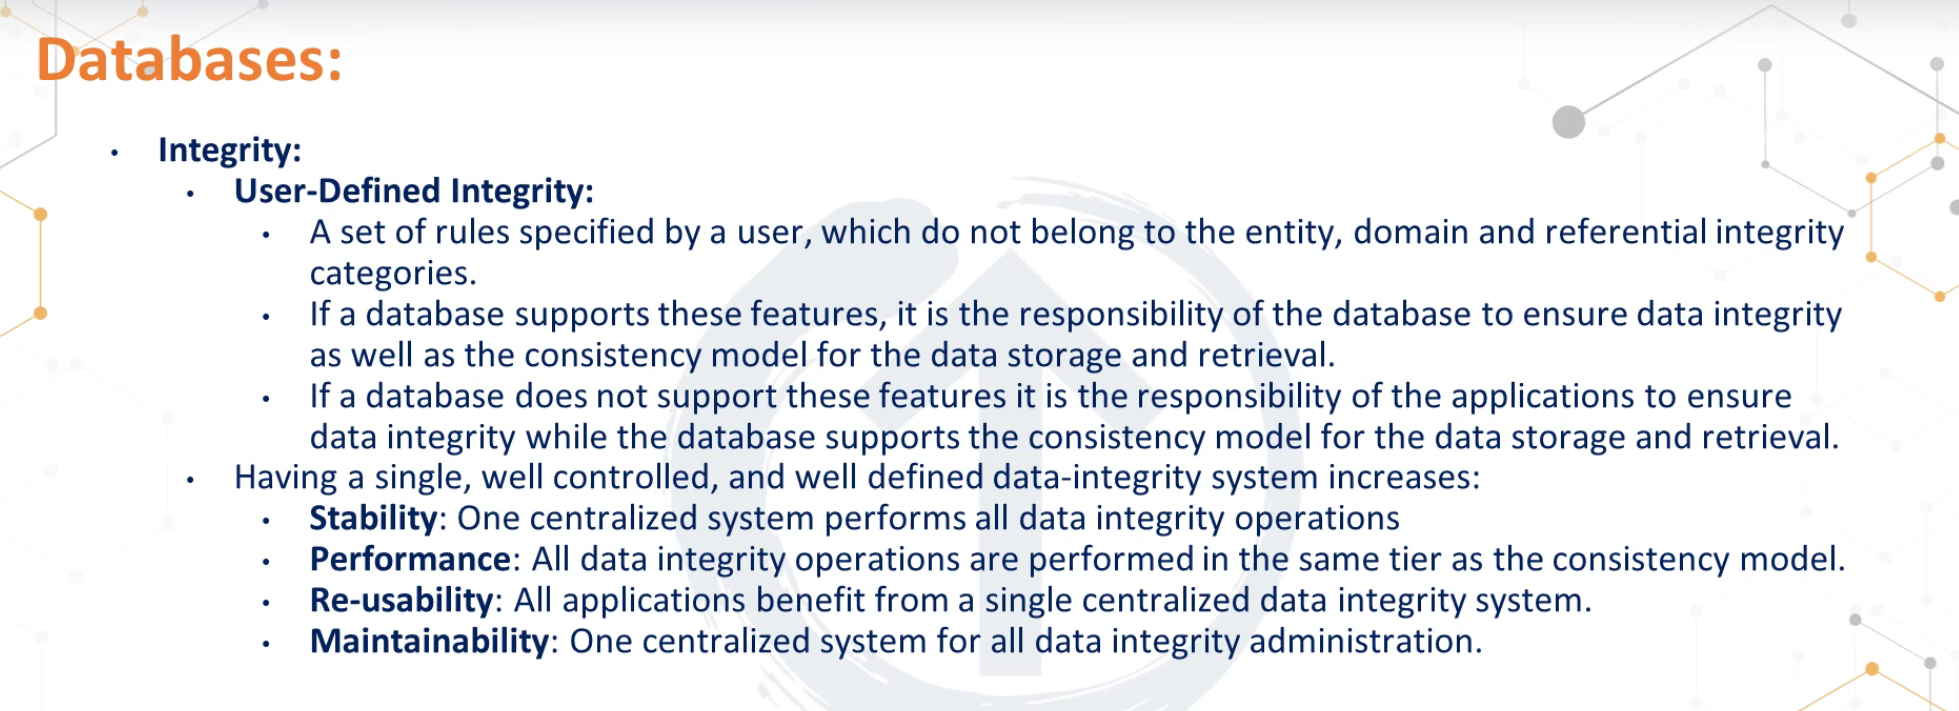 Databases:
• Integrity:
• User-Defined Integrity:
• A set of rules specified by a user, which do not belong to the entity, domain and referential integrity
categories.
• If a database supports these features, it is the responsibility of the database to ensure data integrity
as well as the consistency model for the data storage and retrieval.
• If a database does not support these features it is the responsibility of the applications to ensure
data integrity while the database supports the consistency model for the data storage and retrieval.
• Having a single, well controlled, and well defined data-integrity system increases:
• Stability: One centralized system performs all data integrity operations
• Performance: All data integrity operations are performed in the same tier as the consistency model.
• Re-usability: All applications benefit from a single centralized data integrity system.
• Maintainability: One centralized system for all data integrity administration.